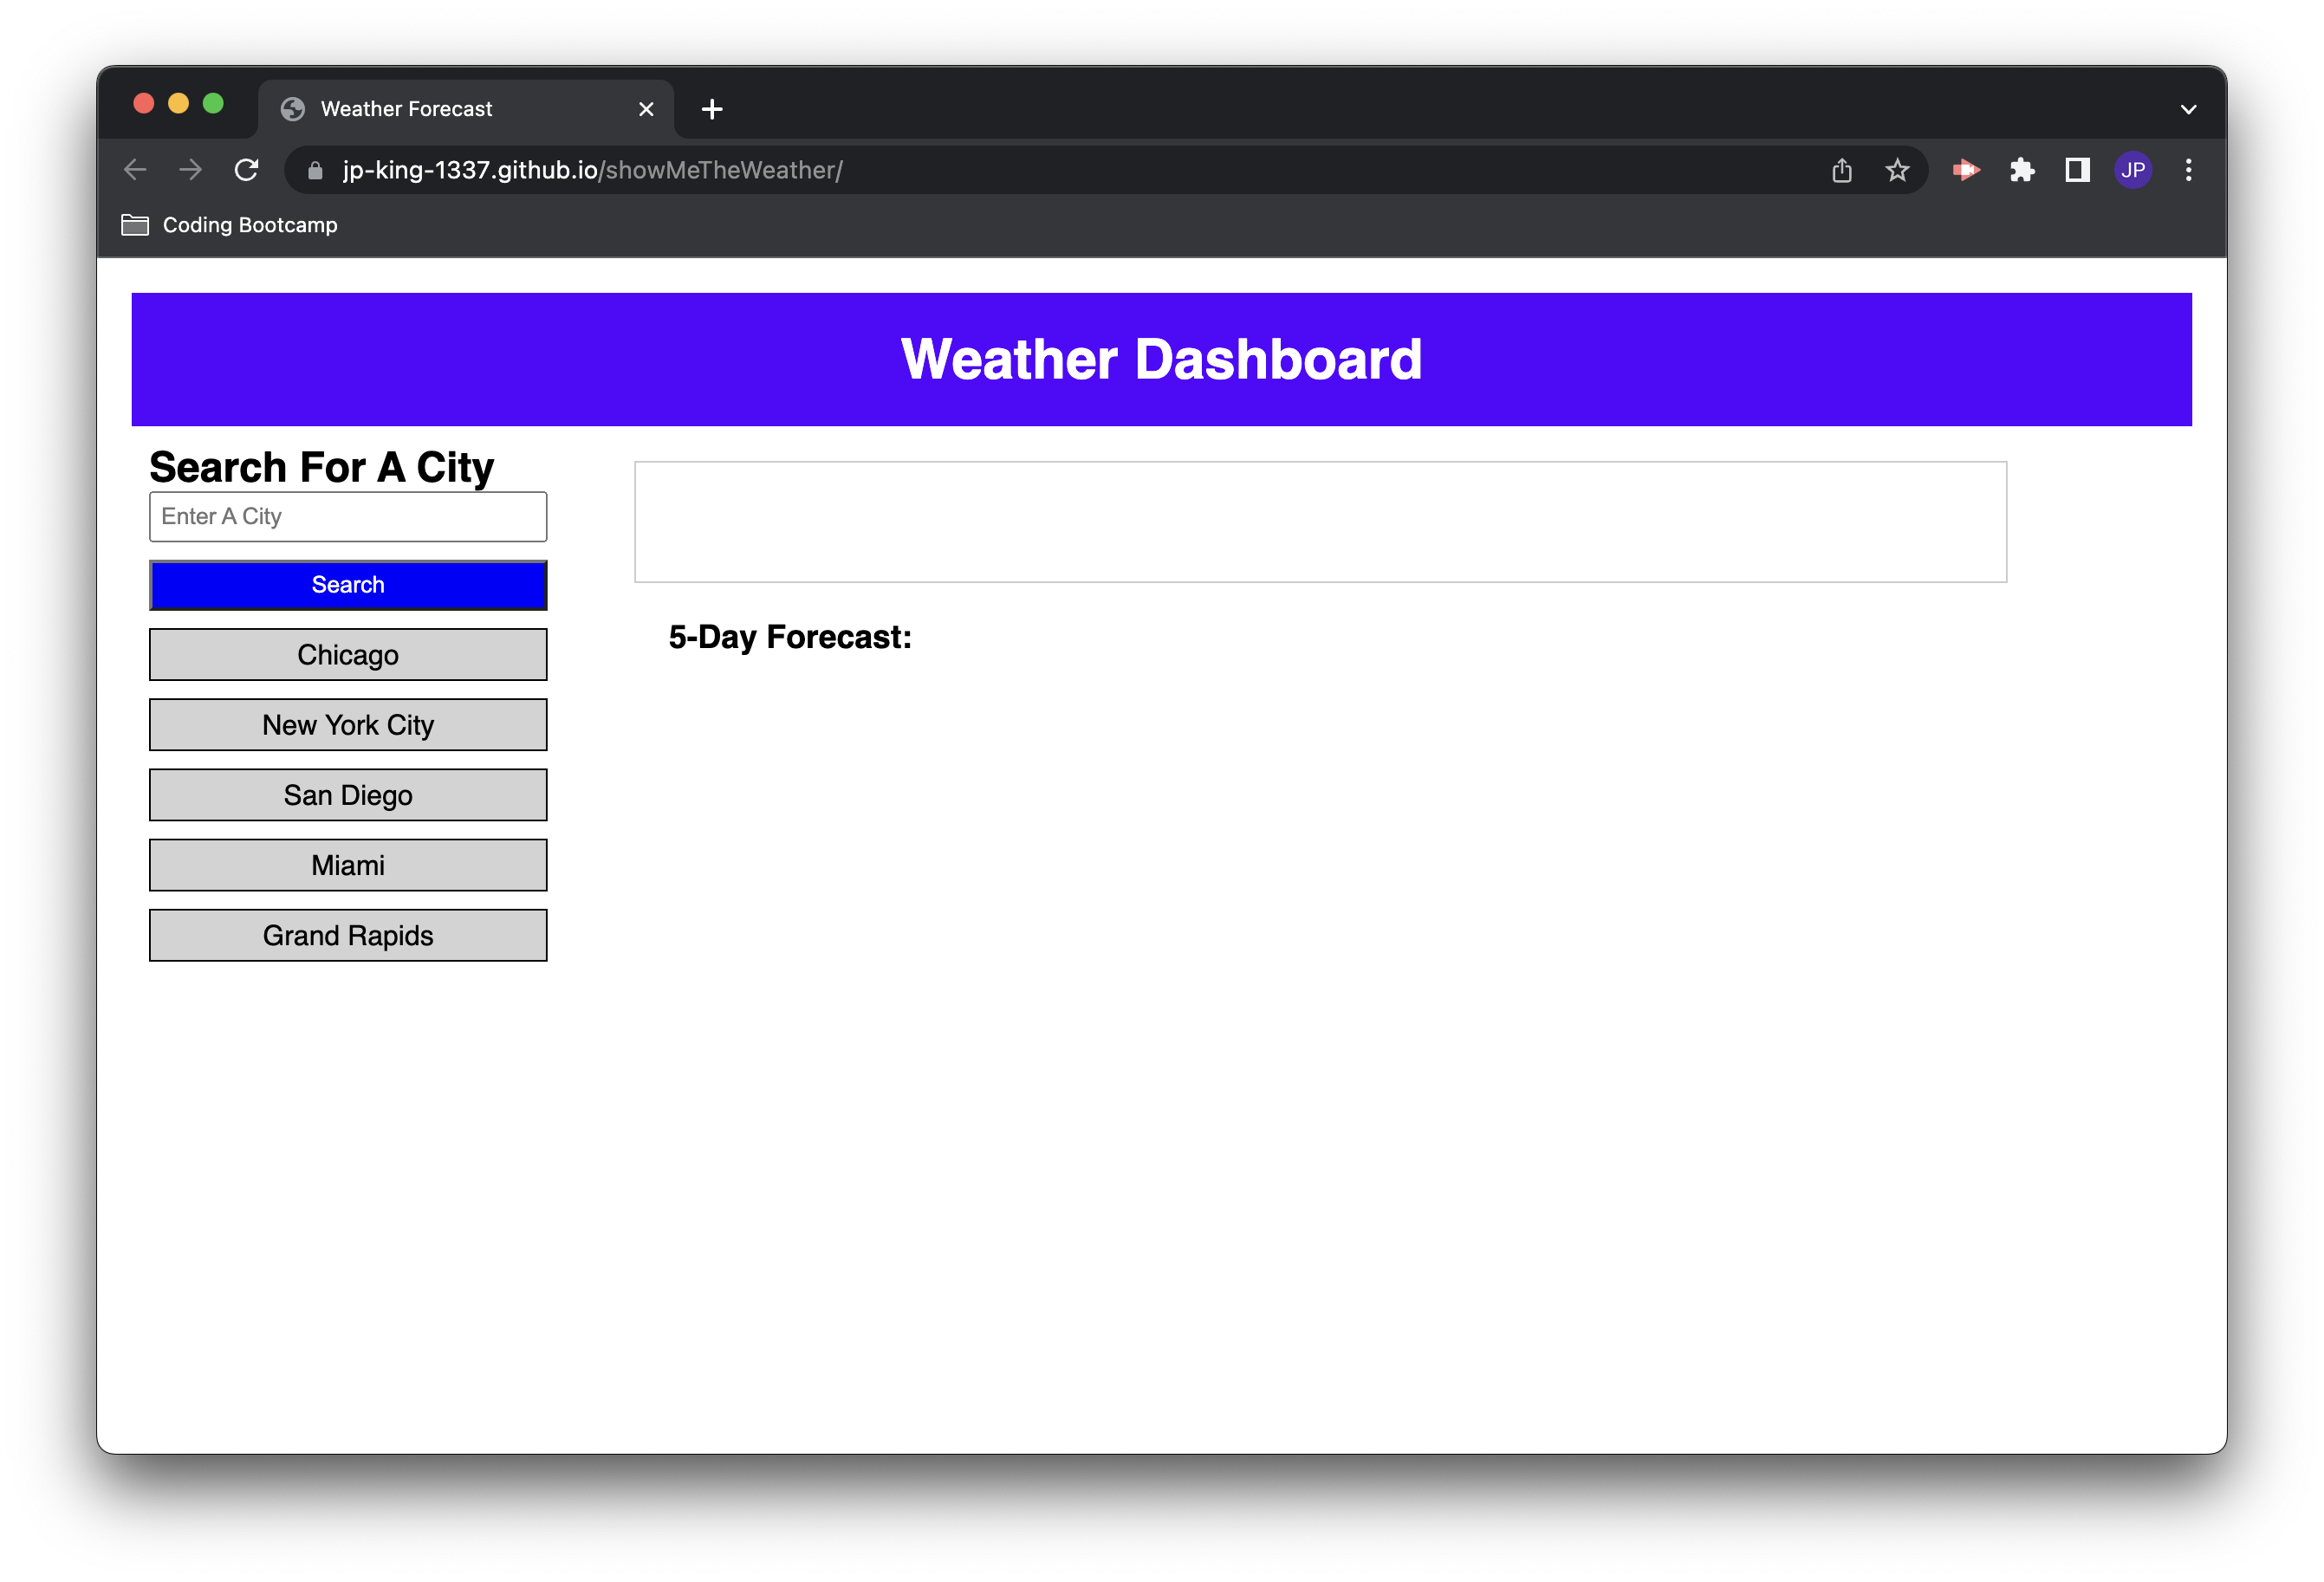 Weather Forecast
jp-king-1337.github.io/showMeTheWeather/
JP
Coding Bootcamp
Weather Dashboard
Search For A City
Enter A City
Search
Chicago
New York City
San Diego
Miami
Grand Rapids
5-Day Forecast: